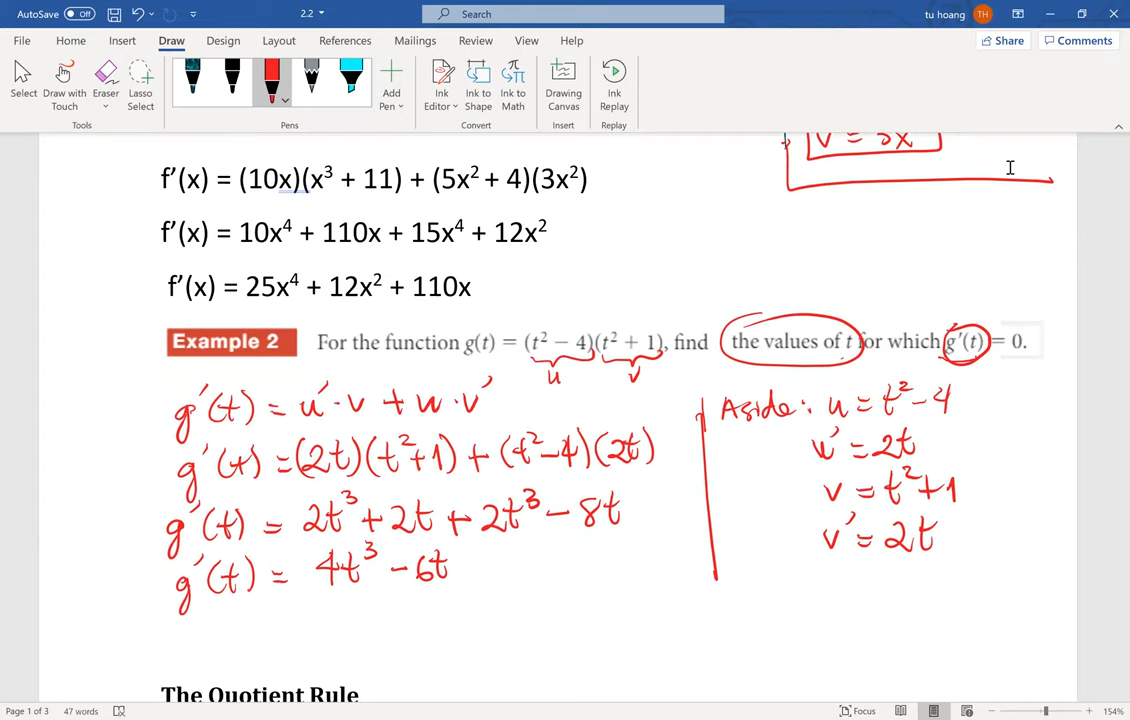 AutoSave Off 2.2 Search tu hoang TH
File Home Insert Draw Design Layout References Mailings Review View Help Share Comments
Select Draw with Touch Eraser Lasso Select Add Pen Ink Editor Ink to Shape Ink to Math Drawing Canvas Ink Replay
Tools Pens Convert Insert Replay
f'(x) = (10x)(x³ + 11) + (5x² + 4)(3x²)
f'(x) = 10x⁴ + 110x + 15x⁴ + 12x²
f'(x) = 25x⁴ + 12x² + 110x
Example 2 For the function g(t) = (t² − 4)(t² + 1), find the values of t for which g'(t) = 0.
u v
g'(t) = u'·v + u·v'
g'(t) = (2t)(t²+1) + (t²−4)(2t)
g'(t) = 2t³ + 2t + 2t³ − 8t
g'(t) = 4t³ − 6t
Aside: u = t² − 4
u' = 2t
v = t² + 1
v' = 2t
The Quotient Rule
Page 1 of 3 47 words Focus 154%